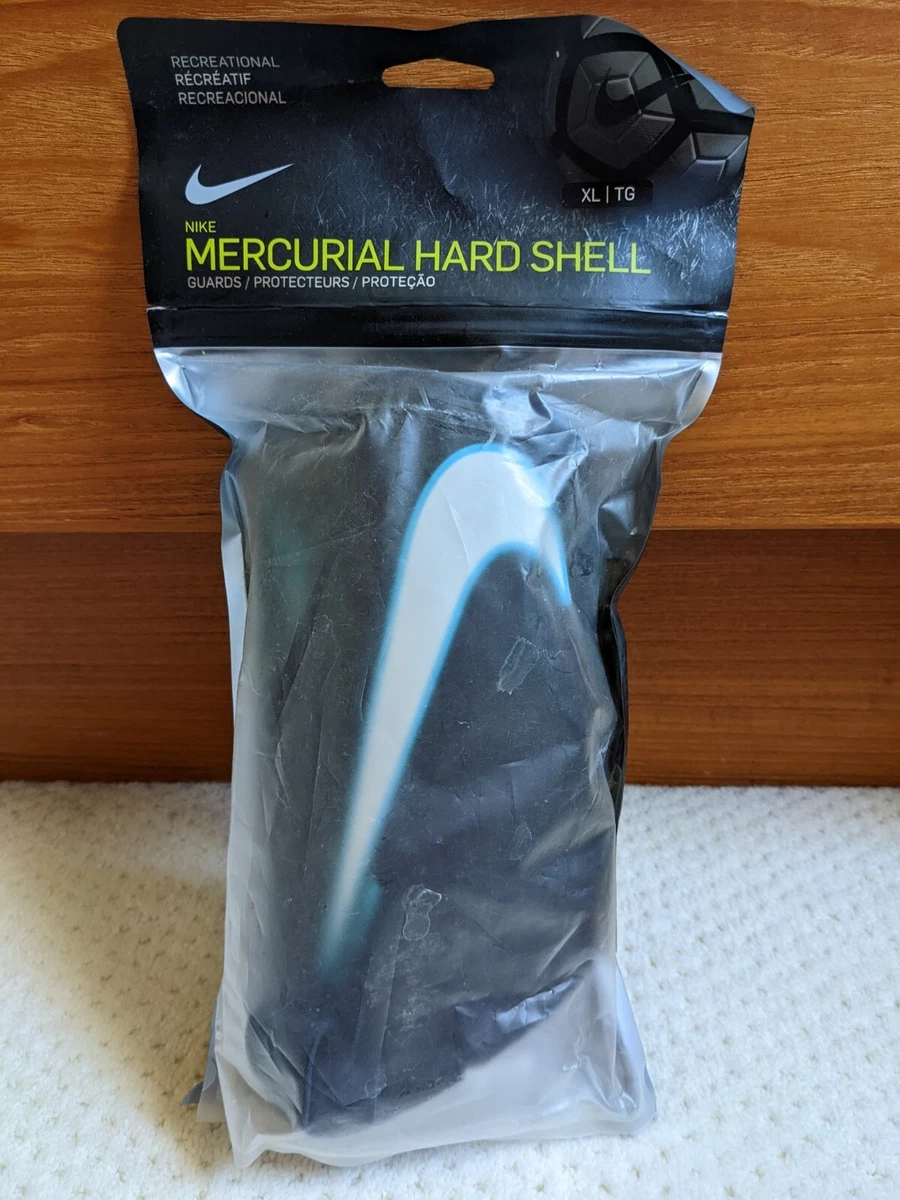 RECREATIONAL
RÉCRÉATIF
RECREACIONAL
XL | TG
NIKE
MERCURIAL HARD SHELL
GUARDS / PROTECTEURS / PROTEÇÃO